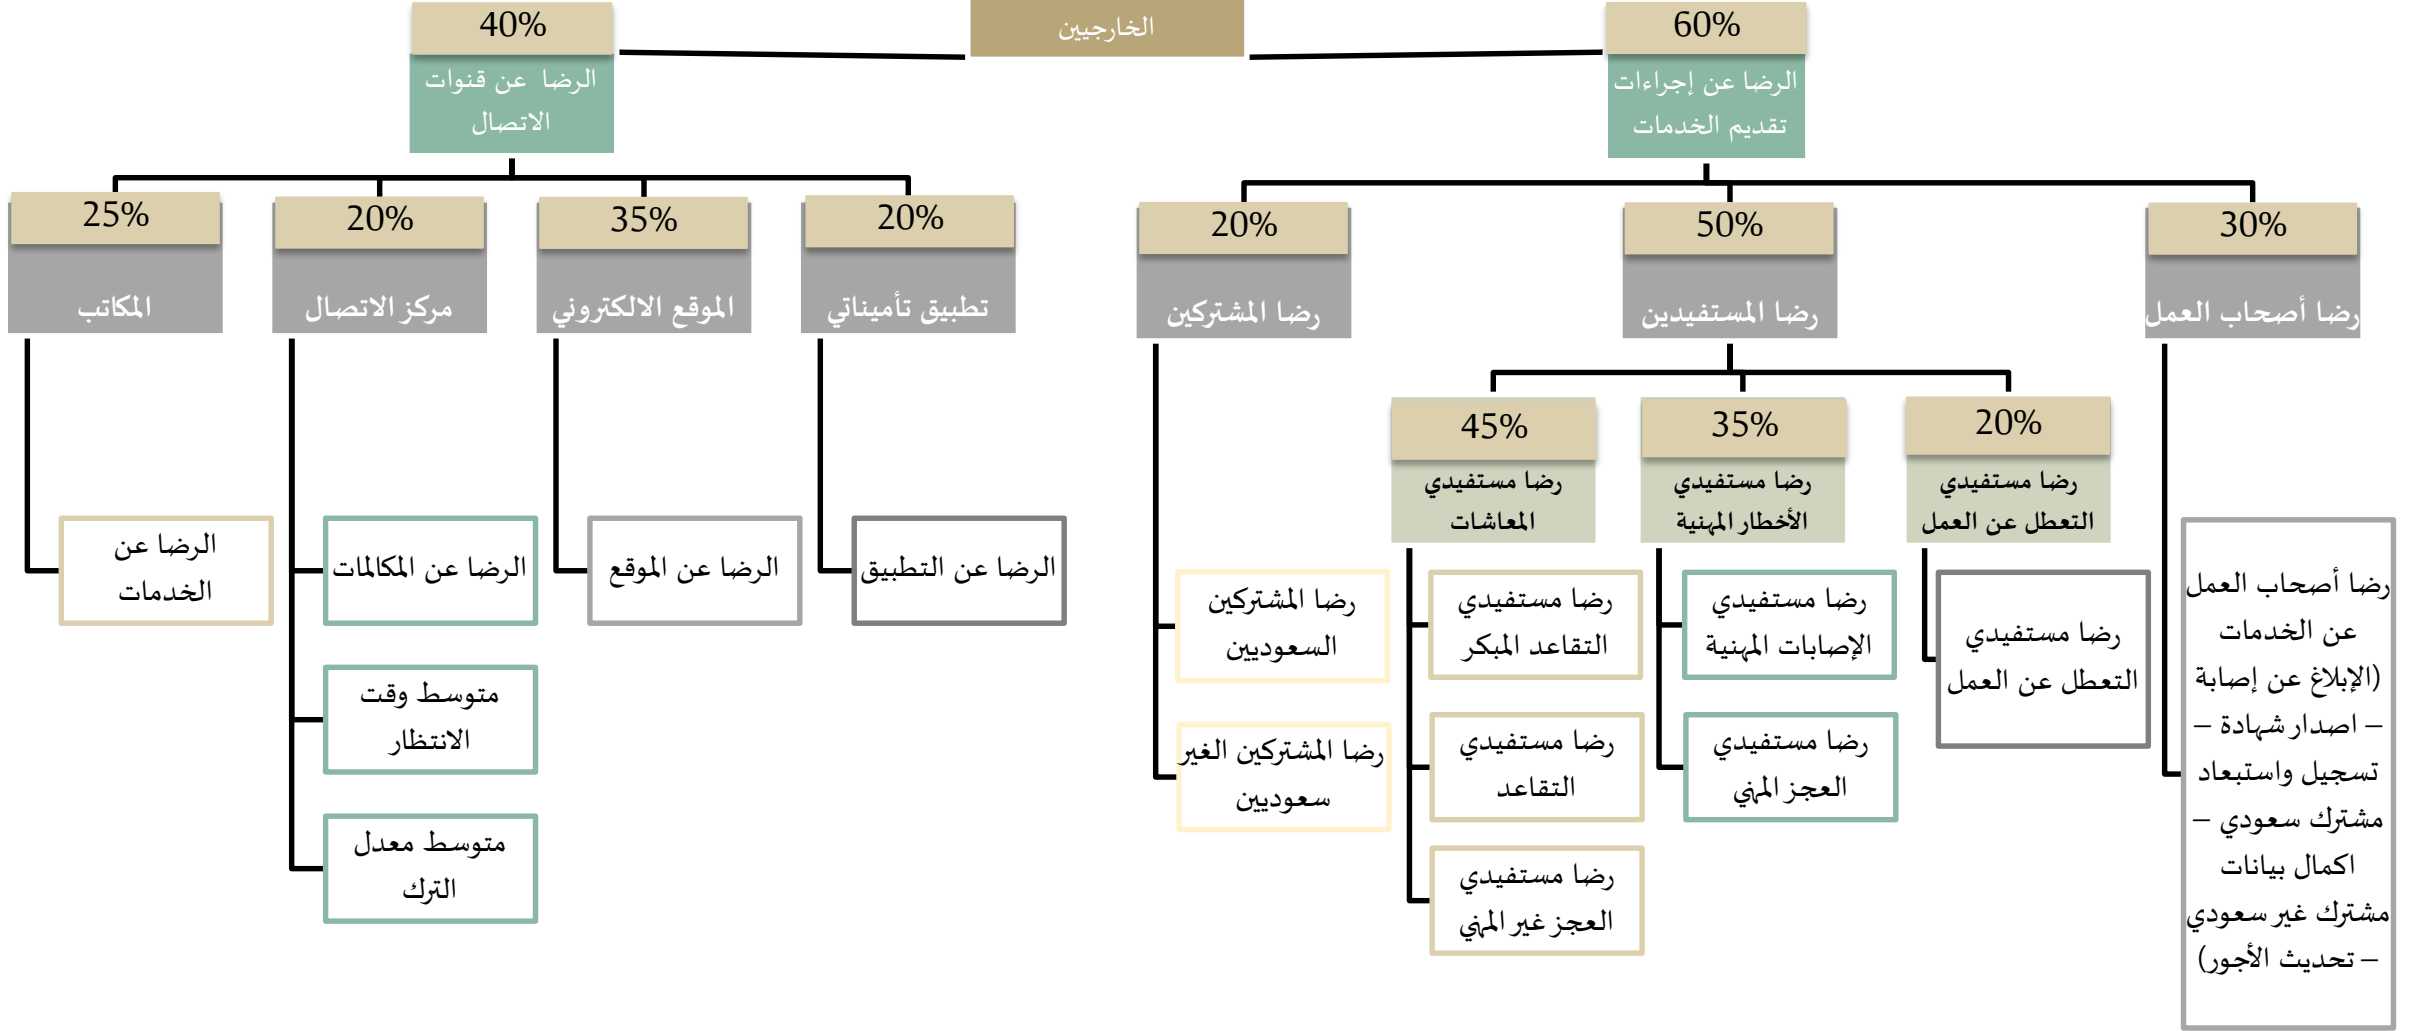 الخارجيين
60%
الرضا عن إجراءات
تقديم الخدمات
40%
الرضا عن قنوات
الاتصال
30%
رضا أصحاب العمل
50%
رضا المستفيدين
20%
رضا المشتركين
20%
تطبيق تأميناتي
35%
الموقع الالكتروني
20%
مركز الاتصال
25%
المكاتب
20%
رضا مستفيدي
التعطل عن العمل
35%
رضا مستفيدي
الأخطار المهنية
45%
رضا مستفيدي
المعاشات
رضا أصحاب العمل
عن الخدمات
(الإبلاغ عن إصابة
– اصدار شهادة –
تسجيل واستبعاد
مشترك سعودي –
اكمال بيانات
مشترك غير سعودي
– تحديث الأجور)
رضا مستفيدي
التعطل عن العمل
رضا مستفيدي
الإصابات المهنية
رضا مستفيدي
العجز المهني
رضا مستفيدي
التقاعد المبكر
رضا مستفيدي
التقاعد
رضا مستفيدي
العجز غير المهني
رضا المشتركين
السعوديين
رضا المشتركين الغير
سعوديين
الرضا عن التطبيق
الرضا عن الموقع
الرضا عن المكالمات
متوسط وقت
الانتظار
متوسط معدل
الترك
الرضا عن
الخدمات